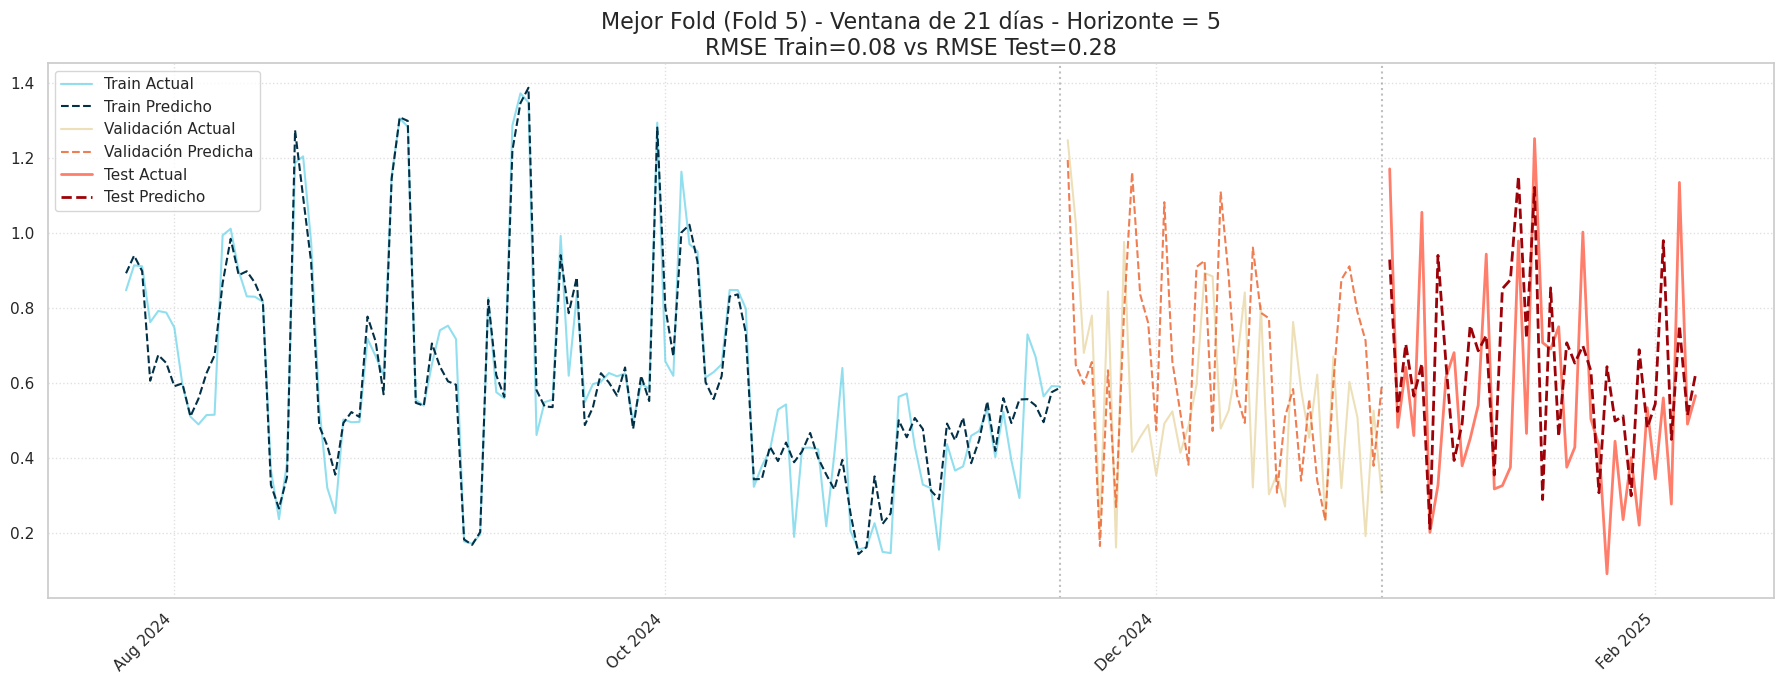 Mejor Fold (Fold 5) - Ventana de 21 días - Horizonte = 5
RMSE Train=0.08 vs RMSE Test=0.28
Train Actual
Train Predicho
Validación Actual
Validación Predicha
Test Actual
Test Predicho
1.4
1.2
1.0
0.8
0.6
0.4
0.2
Aug 2024
Oct 2024
Dec 2024
Feb 2025